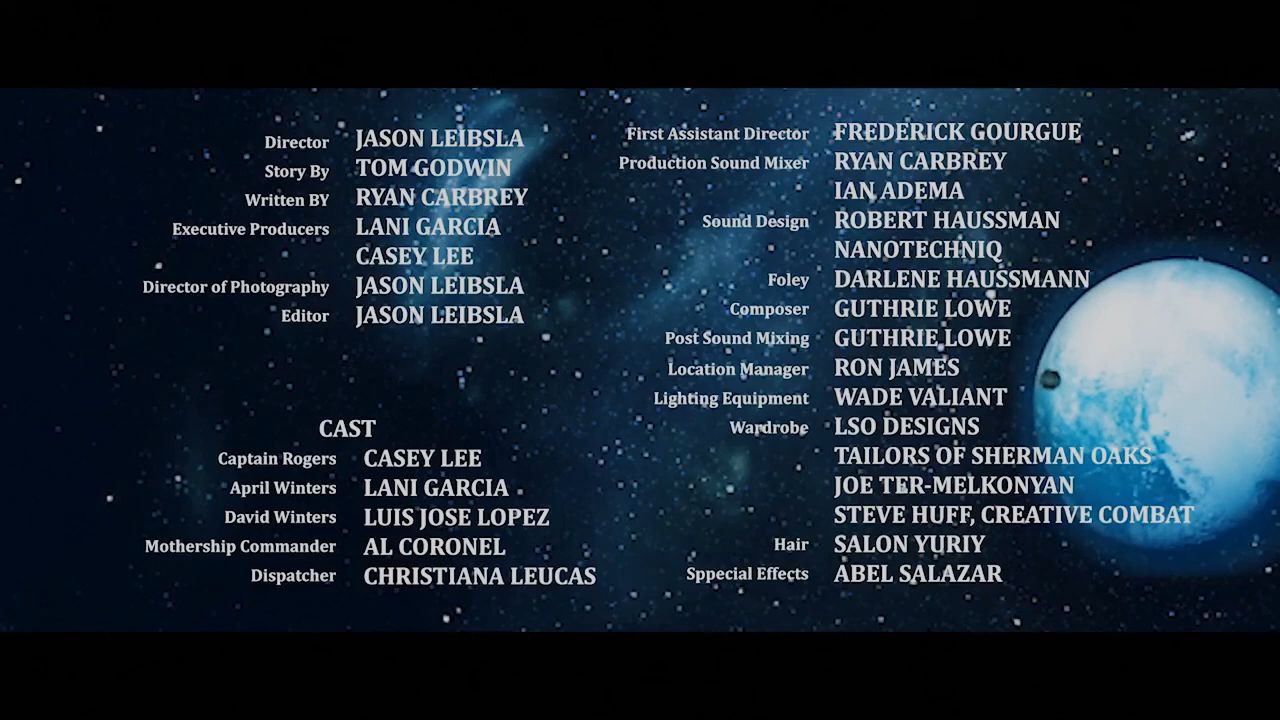 Director JASON LEIBSLA
Story By TOM GODWIN
Written BY RYAN CARBREY
Executive Producers LANI GARCIA
CASEY LEE
Director of Photography JASON LEIBSLA
Editor JASON LEIBSLA
CAST
Captain Rogers CASEY LEE
April Winters LANI GARCIA
David Winters LUIS JOSE LOPEZ
Mothership Commander AL CORONEL
Dispatcher CHRISTIANA LEUCAS
First Assistant Director FREDERICK GOURGUE
Production Sound Mixer RYAN CARBREY
IAN ADEMA
Sound Design ROBERT HAUSSMAN
NANOTECHNIQ
Foley DARLENE HAUSSMANN
Composer GUTHRIE LOWE
Post Sound Mixing GUTHRIE LOWE
Location Manager RON JAMES
Lighting Equipment WADE VALIANT
Wardrobe LSO DESIGNS
TAILORS OF SHERMAN OAKS
JOE TER-MELKONYAN
STEVE HUFF, CREATIVE COMBAT
Hair SALON YURIY
Sppecial Effects ABEL SALAZAR